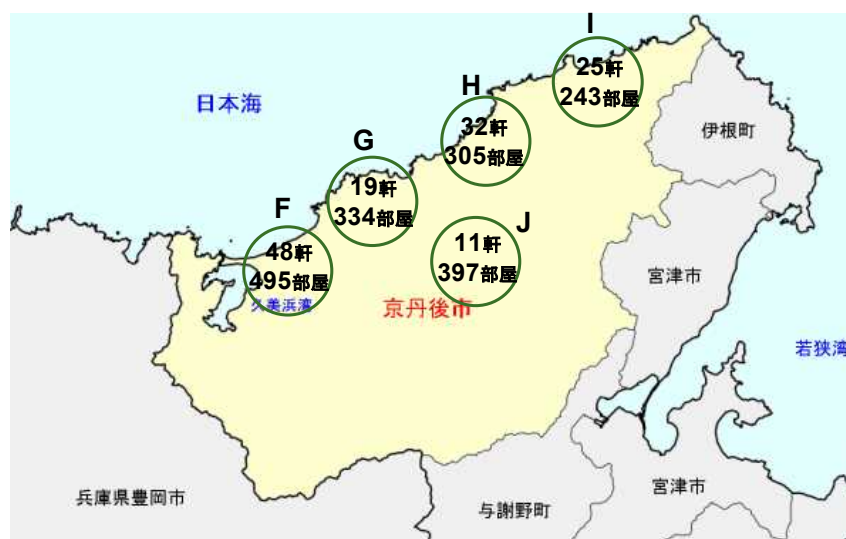 I
25軒
243部屋
日本海
H
32軒
305部屋
伊根町
G
19軒
334部屋
F
48軒
495部屋
久美浜湾
J
11軒
397部屋
宮津市
京丹後市
若狭湾
兵庫県豊岡市
与謝野町
宮津市